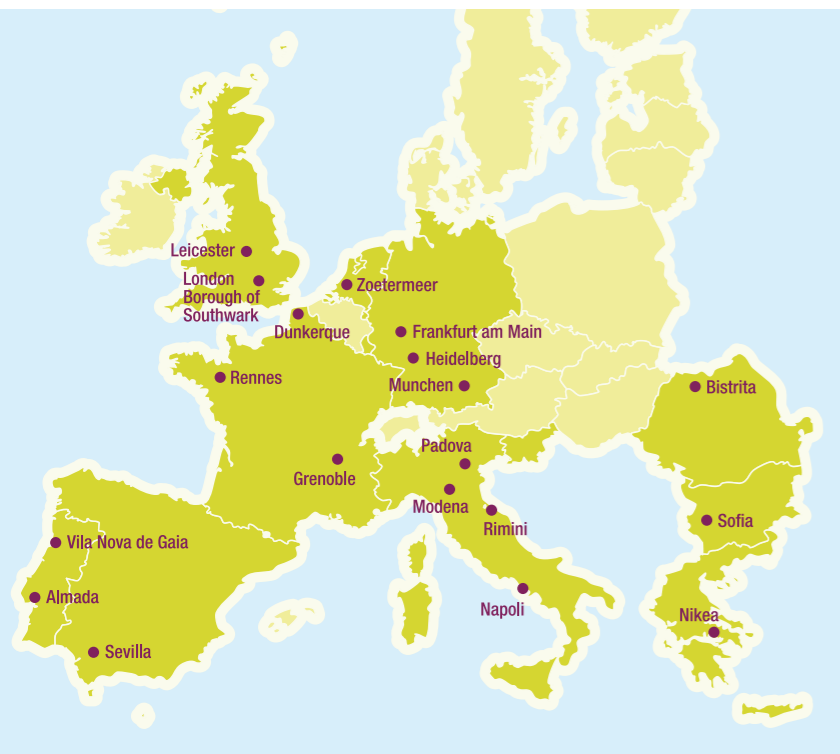 Leicester
London
Borough of
Southwark
Zoetermeer
Dunkerque
Frankfurt am Main
Heidelberg
Rennes
Munchen
Bistrita
Padova
Grenoble
Modena
Rimini
Sofia
Vila Nova de Gaia
Almada
Napoli
Nikea
Sevilla